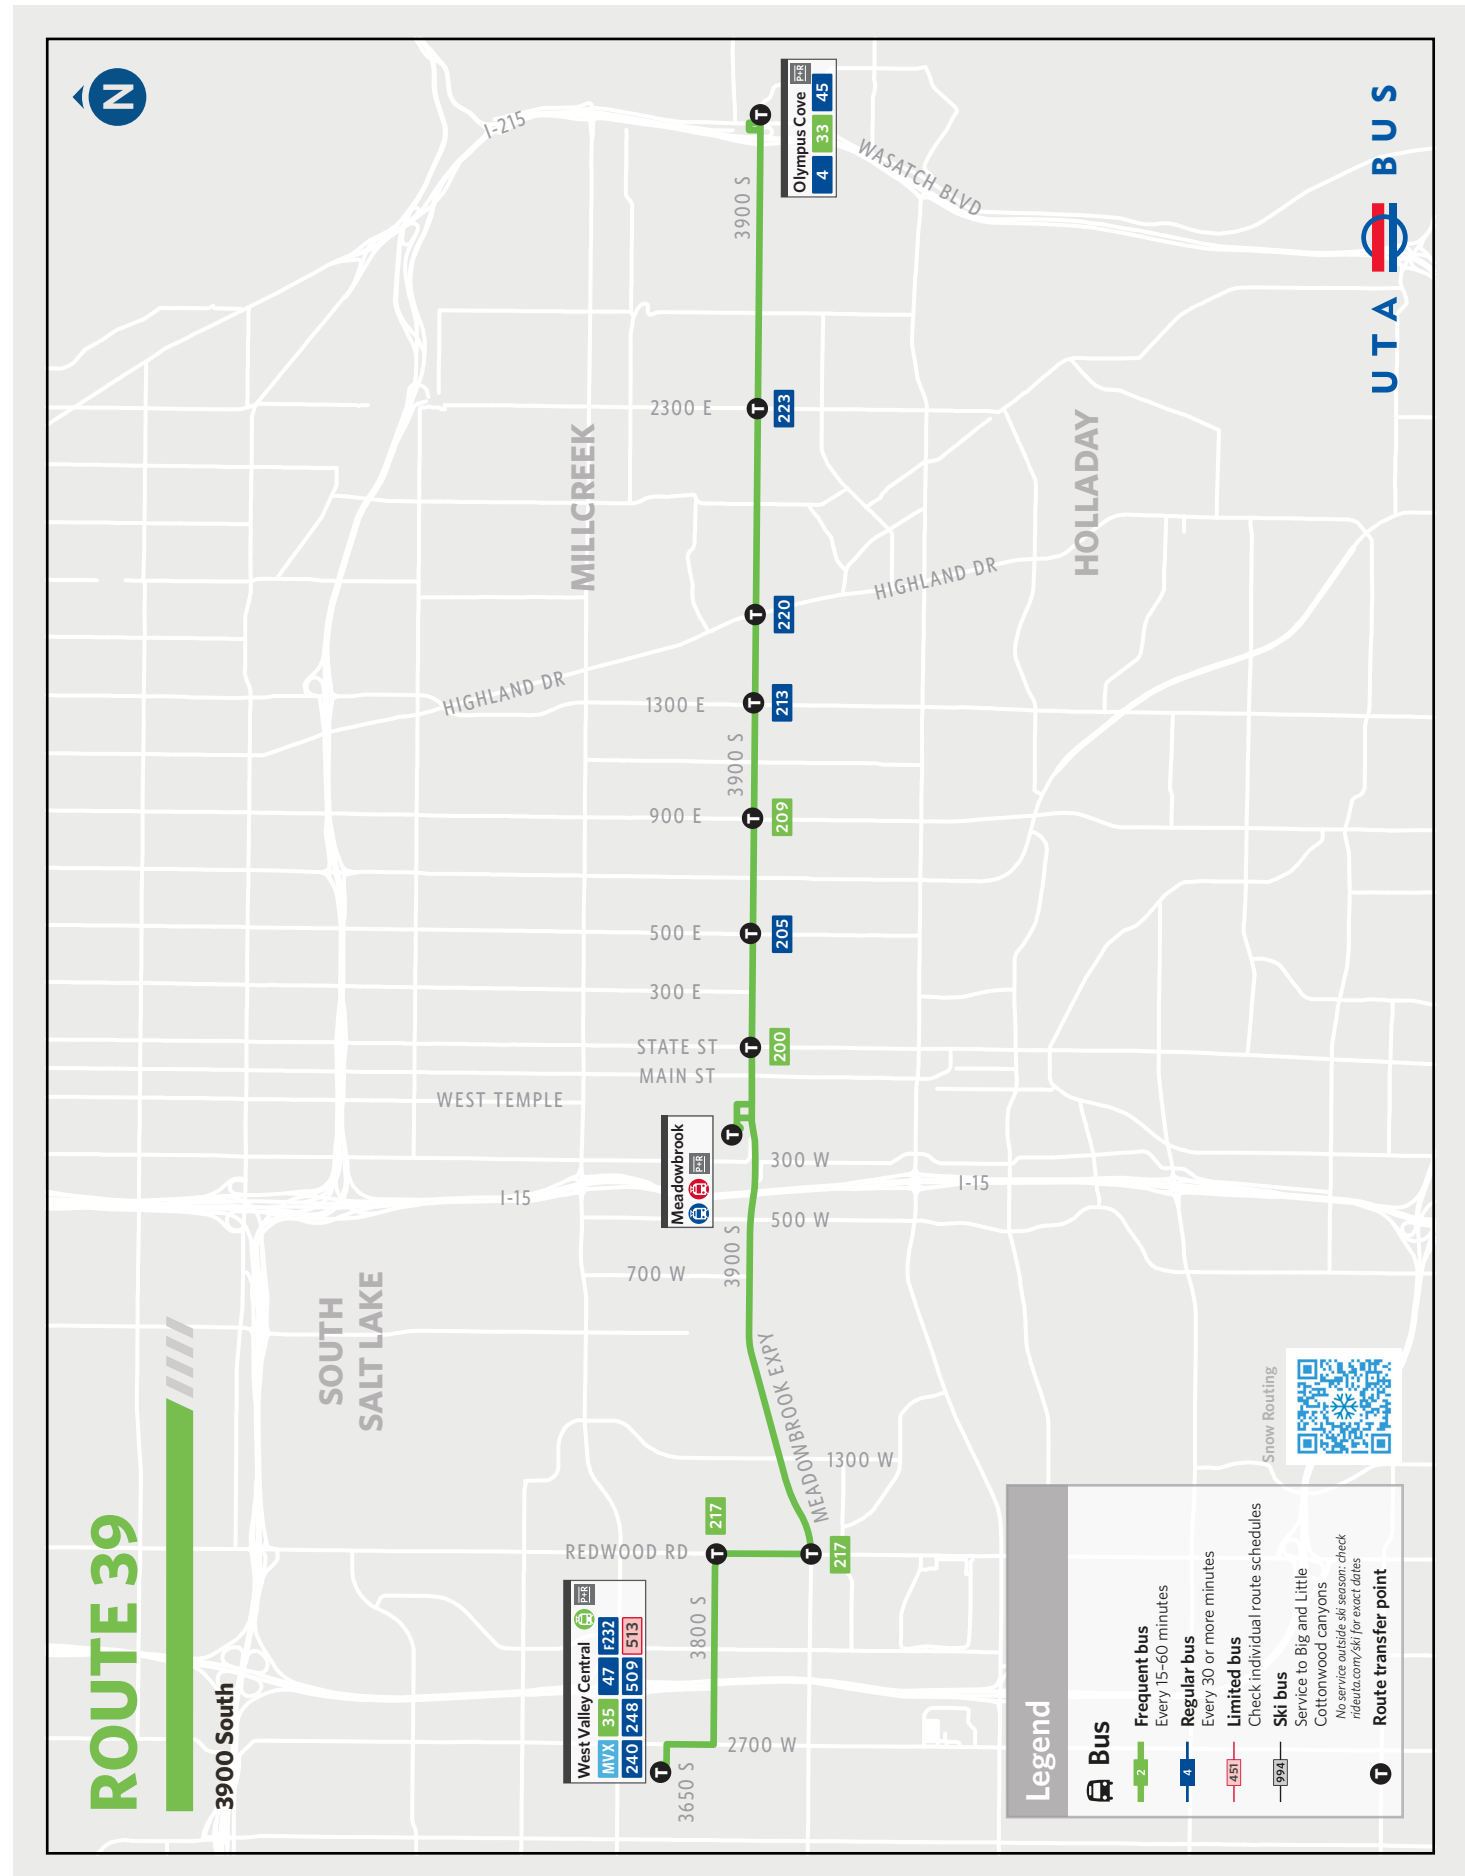 ROUTE 39
3900 South
N
SOUTH
SALT LAKE
MILLCREEK
HOLLADAY
I-215
WASATCH BLVD
3900 S
Olympus Cove P+R
4 33 45
2300 E
223
HIGHLAND DR
220
HIGHLAND DR
1300 E
213
3900 S
900 E
209
500 E
205
300 E
STATE ST
200
MAIN ST
WEST TEMPLE
Meadowbrook
P+R
300 W
I-15
I-15
500 W
3900 S
700 W
MEADOWBROOK EXPY
1300 W
217
REDWOOD RD
217
West Valley Central P+R
MVX 35 47 F232
240 248 509 513
3800 S
2700 W
3650 S
Snow Routing
Legend
Bus
2
Frequent bus
Every 15-60 minutes
4
Regular bus
Every 30 or more minutes
451
Limited bus
Check individual route schedules
994
Ski bus
Service to Big and Little
Cottonwood canyons
No service outside ski season: check
rideuta.com/ski for exact dates
T
Route transfer point
UTA BUS